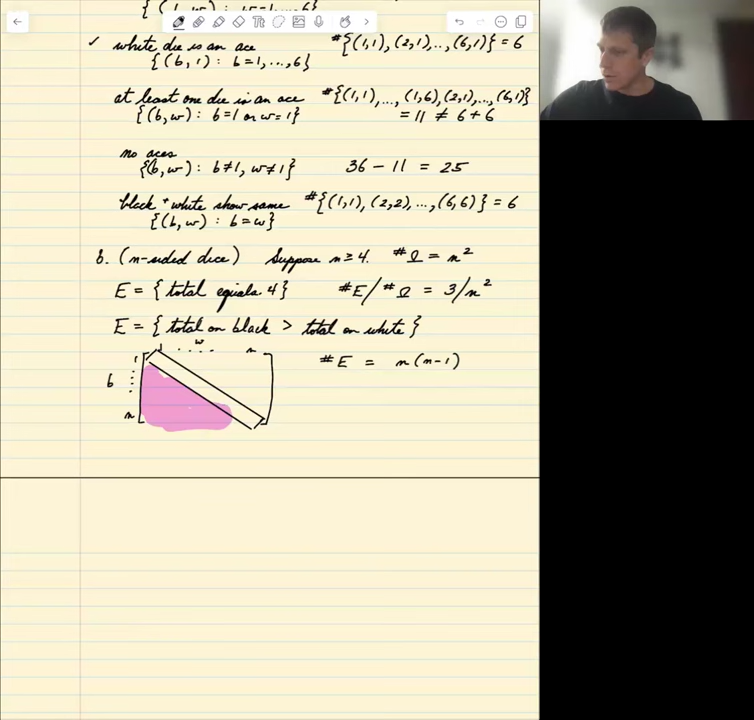 ✓ white die is an ace #{(1,1), (2,1), .., (6,1)} = 6
{(b, 1) : b = 1, ..., 6}
at least one die is an ace #{(1,1), ..., (1,6), (2,1), ..., (6,1)}
{(b, w) : b=1 or w=1} = 11 ≠ 6+6
no aces
{(b, w) : b≠1, w≠1} 36 - 11 = 25
black + white show same #{(1,1), (2,2), ..., (6,6)} = 6
{(b, w) : b = w}
b. (n-sided dice) Suppose n ≥ 4. #Ω = n²
E = {total equals 4} #E/#Ω = 3/n²
E = {total on black > total on white}
1 .... n
w
1
⋮
b
n
#E = n(n-1)